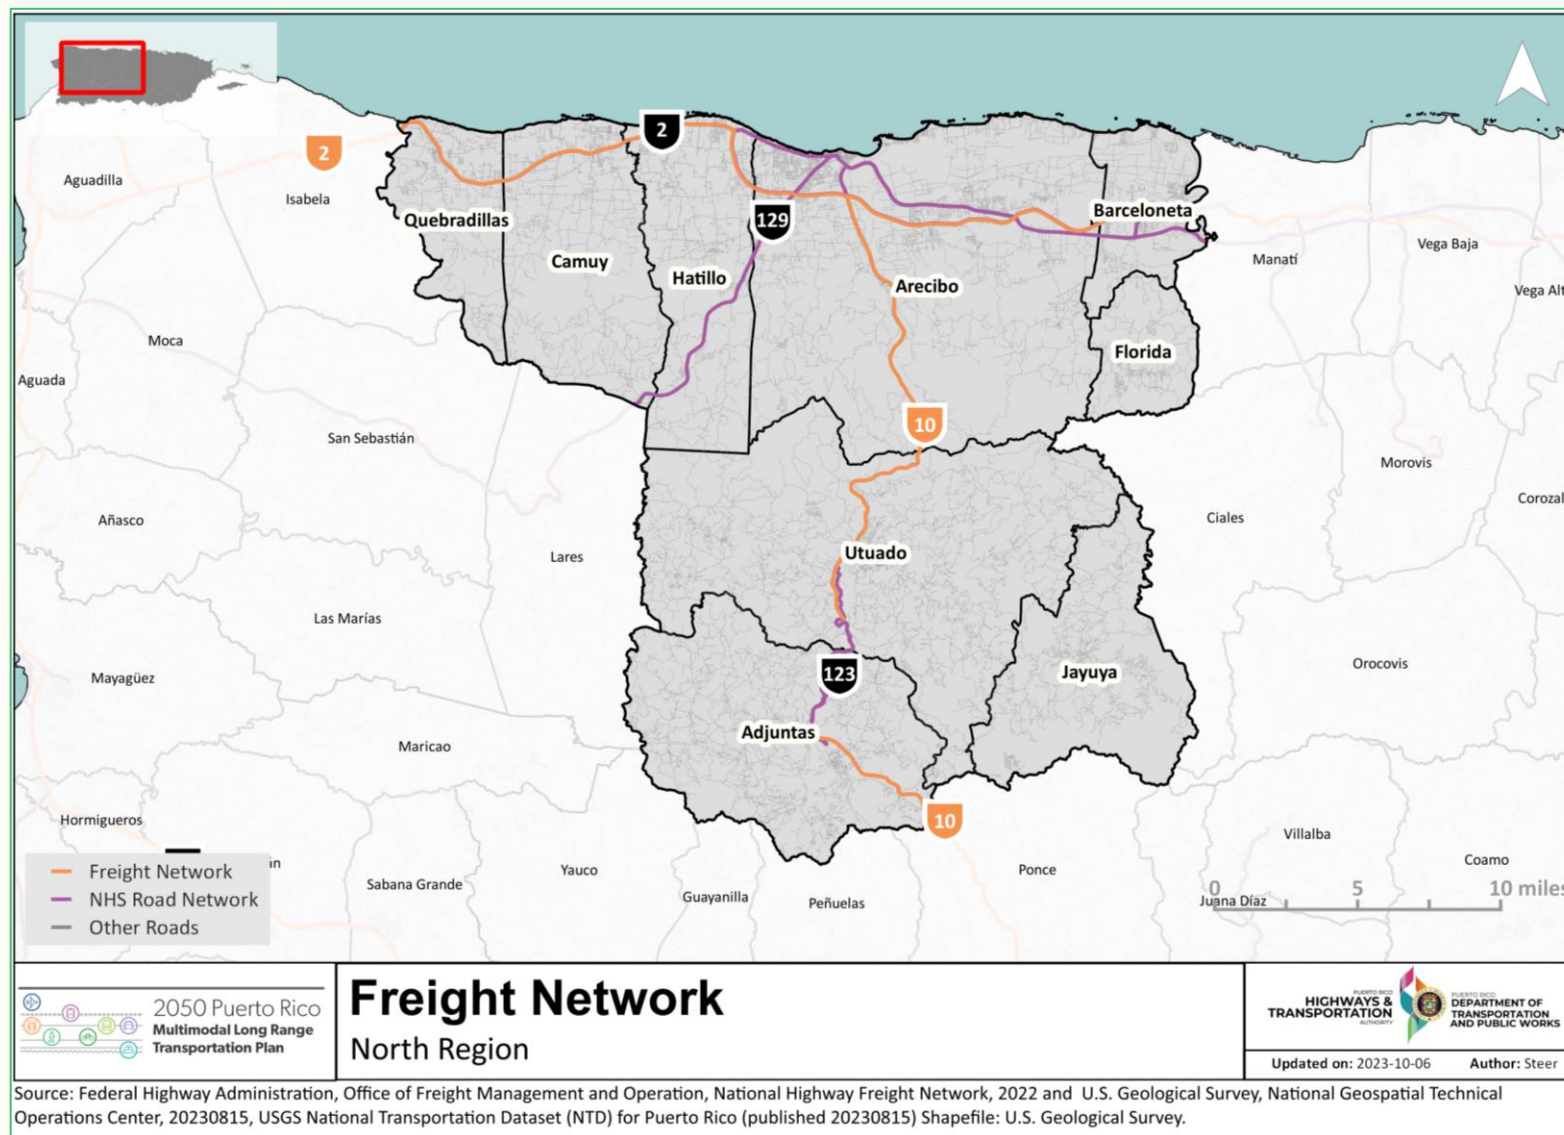 2
2
Aguadilla
Isabela
Quebradillas
Barceloneta
129
Vega Baja
Camuy
Manatí
Hatillo
Arecibo
Vega Alt
Moca
Florida
Aguada
10
San Sebastián
Morovis
Corozal
Añasco
Ciales
Lares
Utuado
Las Marías
Orocovis
Jayuya
123
Mayagüez
Adjuntas
Maricao
Hormigueros
10
Villalba
ín
Coamo
Yauco
Ponce
Sabana Grande
Guayanilla
Peñuelas
Juana Díaz
Freight Network
NHS Road Network
Other Roads
0 5 10 miles
2050 Puerto Rico
Multimodal Long Range
Transportation Plan
Freight Network
North Region
PUERTO RICO
HIGHWAYS &
TRANSPORTATION
AUTHORITY
PUERTO RICO
DEPARTMENT OF
TRANSPORTATION
AND PUBLIC WORKS
Updated on: 2023-10-06 Author: Steer
Source: Federal Highway Administration, Office of Freight Management and Operation, National Highway Freight Network, 2022 and U.S. Geological Survey, National Geospatial Technical
Operations Center, 20230815, USGS National Transportation Dataset (NTD) for Puerto Rico (published 20230815) Shapefile: U.S. Geological Survey.